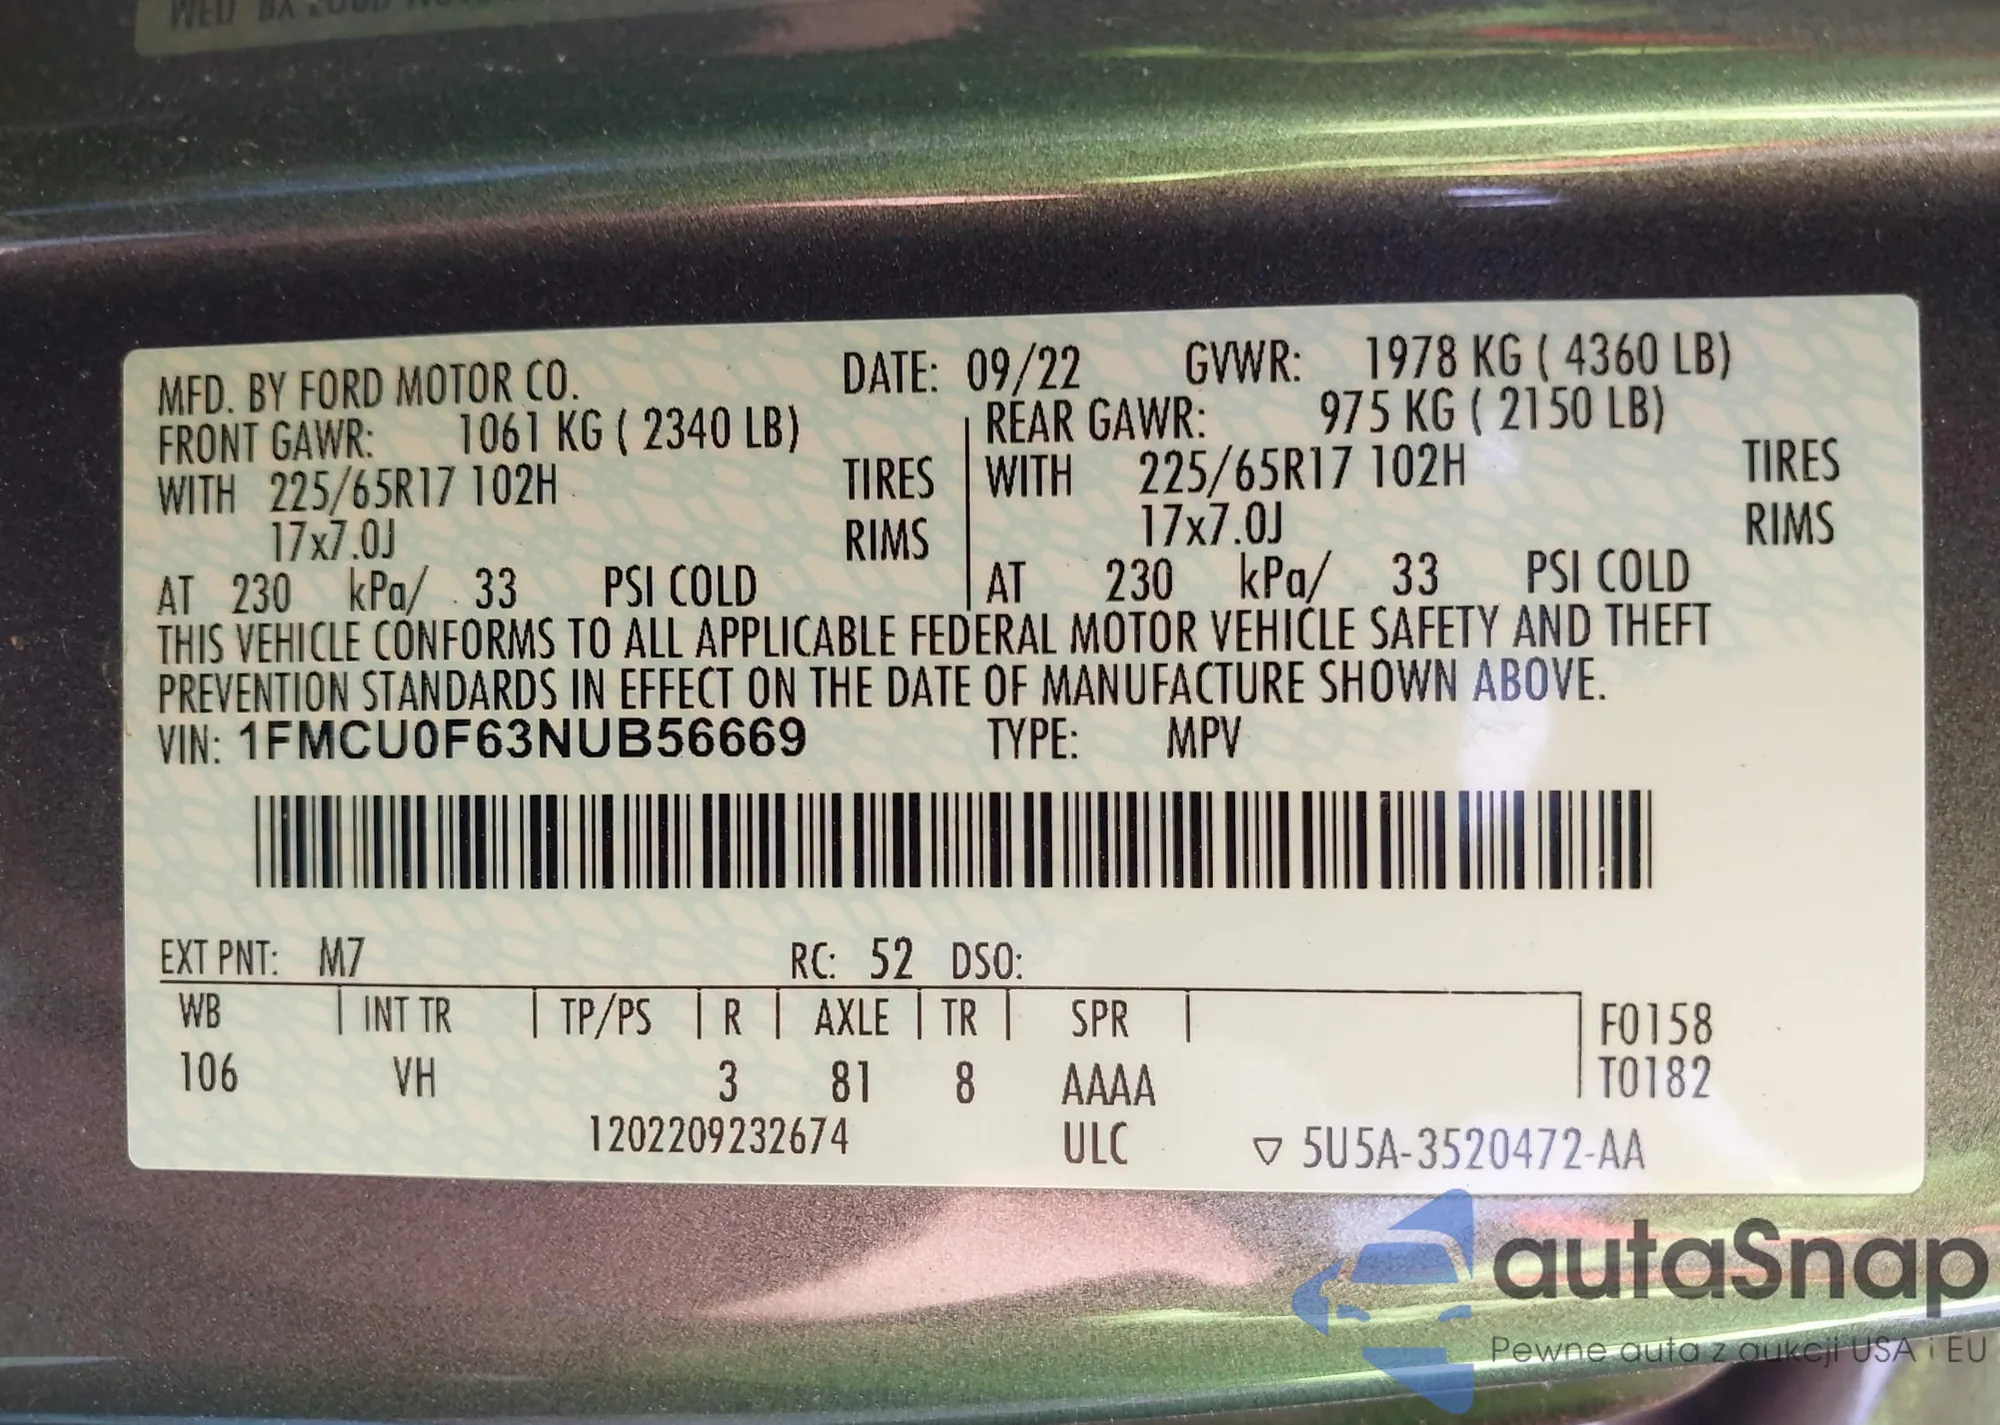 MFD. BY FORD MOTOR CO. DATE: 09/22 GVWR: 1978 KG ( 4360 LB)
FRONT GAWR: 1061 KG ( 2340 LB) REAR GAWR: 975 KG ( 2150 LB)
WITH 225/65R17 102H TIRES WITH 225/65R17 102H TIRES
17x7.0J RIMS 17x7.0J RIMS
AT 230 kPa/ 33 PSI COLD AT 230 kPa/ 33 PSI COLD
THIS VEHICLE CONFORMS TO ALL APPLICABLE FEDERAL MOTOR VEHICLE SAFETY AND THEFT
PREVENTION STANDARDS IN EFFECT ON THE DATE OF MANUFACTURE SHOWN ABOVE.
VIN: 1FMCU0F63NUB56669 TYPE: MPV
EXT PNT: M7 RC: 52 DSO:
WB INT TR TP/PS R AXLE TR SPR F0158
106 VH 3 81 8 AAAA T0182
1202209232674 ULC ▽ 5U5A-3520472-AA
autaSnap
Pewne auta z aukcji USA i EU